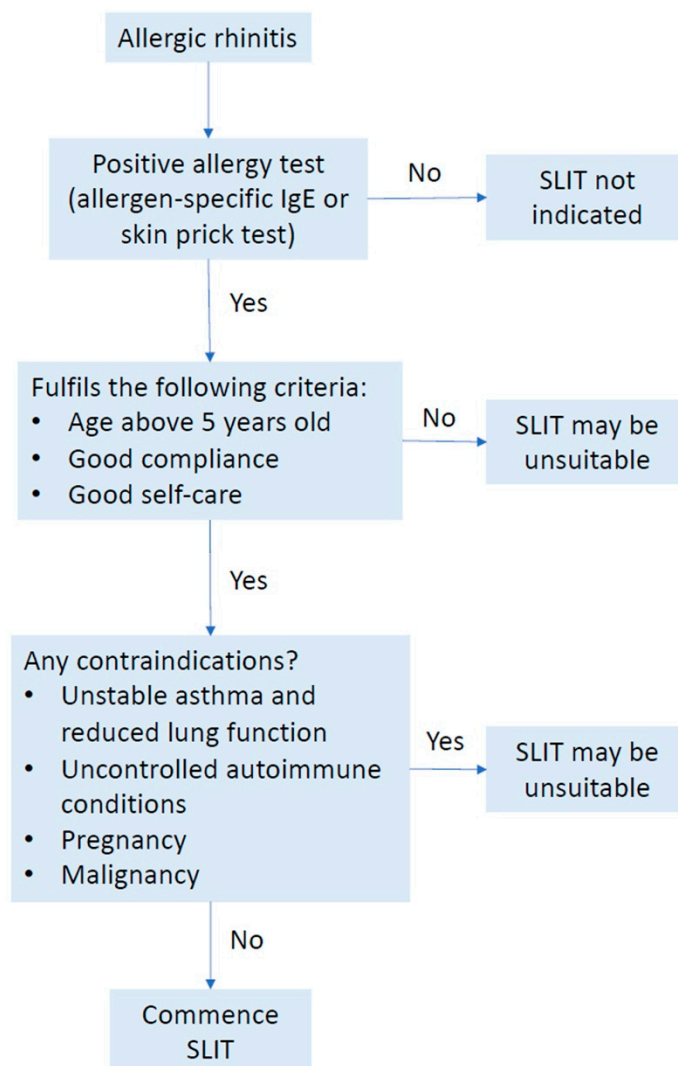 Allergic rhinitis
Positive allergy test
(allergen-specific IgE or
skin prick test)
No
SLIT not
indicated
Yes
Fulfils the following criteria:
• Age above 5 years old
• Good compliance
• Good self-care
No
SLIT may be
unsuitable
Yes
Any contraindications?
• Unstable asthma and
reduced lung function
• Uncontrolled autoimmune
conditions
• Pregnancy
• Malignancy
Yes
SLIT may be
unsuitable
No
Commence
SLIT